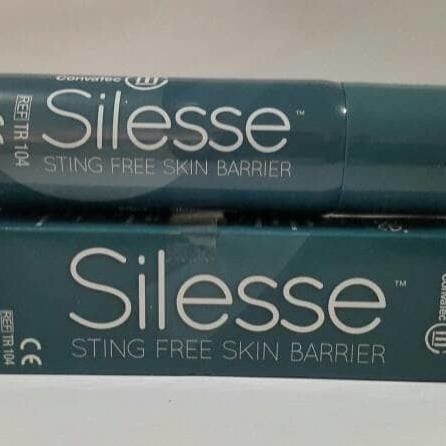 Convatec
Silesse™
STING FREE SKIN BARRIER
REF TR 104
Silesse™
STING FREE SKIN BARRIER
REF TR 104
CE
Convatec